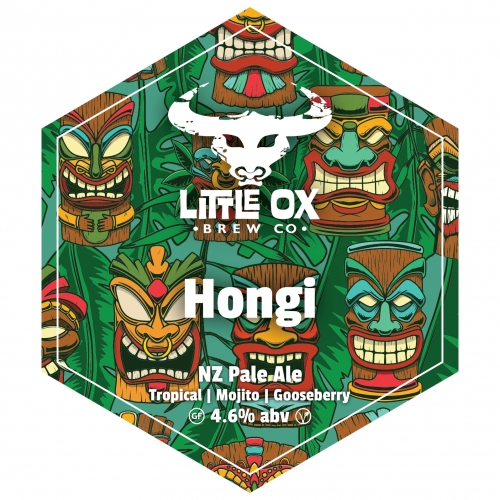 LITTLE OX
•BREW CO•
Hongi
NZ Pale Ale
Tropical | Mojito | Gooseberry
GF 4.6% abv V